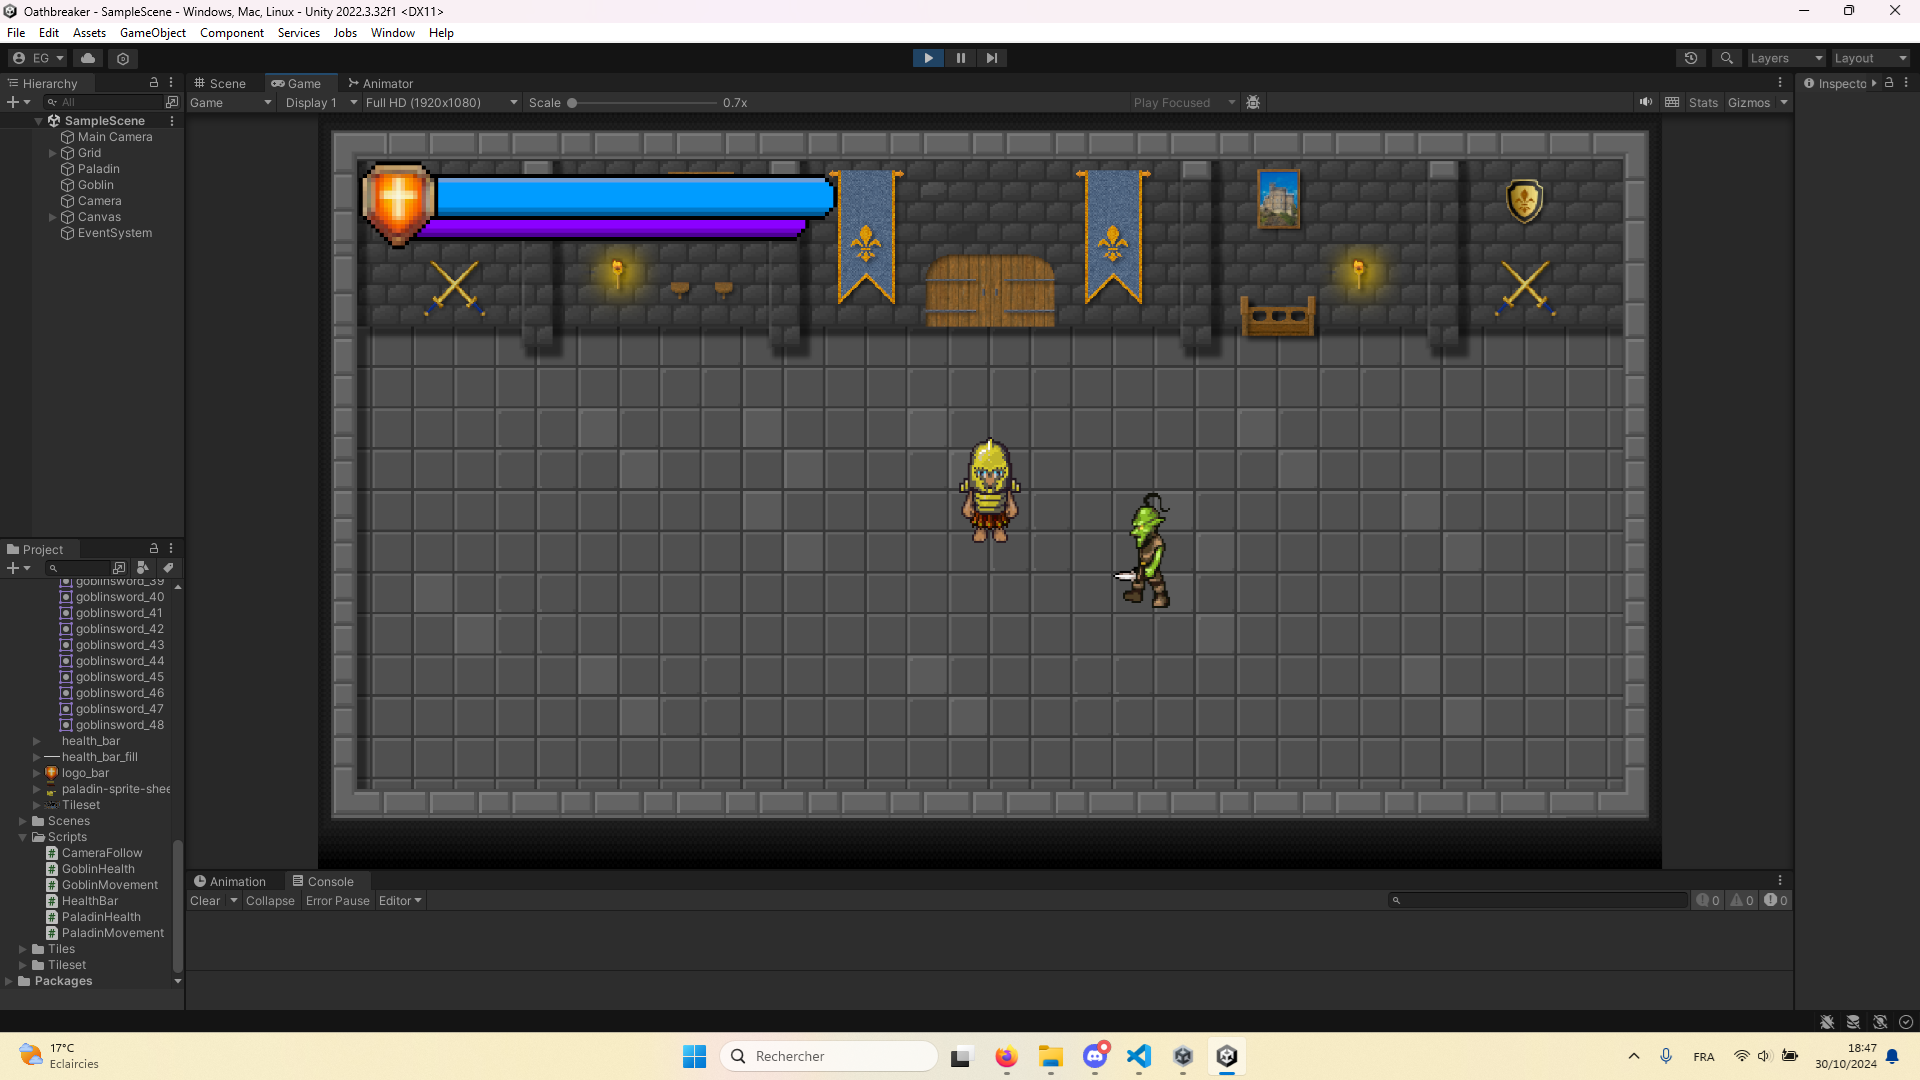 Oathbreaker - SampleScene - Windows, Mac, Linux - Unity 2022.3.32f1 <DX11>
File Edit Assets GameObject Component Services Jobs Window Help
EG
Layers Layout
Hierarchy
All
SampleScene
Main Camera
Grid
Paladin
Goblin
Camera
Canvas
EventSystem
Scene Game Animator
Game Display 1 Full HD (1920x1080) Scale 0.7x Play Focused Stats Gizmos
Inspecto
Project
goblinsword_39
goblinsword_40
goblinsword_41
goblinsword_42
goblinsword_43
goblinsword_44
goblinsword_45
goblinsword_46
goblinsword_47
goblinsword_48
health_bar
health_bar_fill
logo_bar
paladin-sprite-shee
Tileset
Scenes
Scripts
CameraFollow
GoblinHealth
GoblinMovement
HealthBar
PaladinHealth
PaladinMovement
Tiles
Tileset
Packages
Animation Console
Clear Collapse Error Pause Editor
0 0 0
17°C
Eclaircies
Rechercher
FRA
18:47
30/10/2024